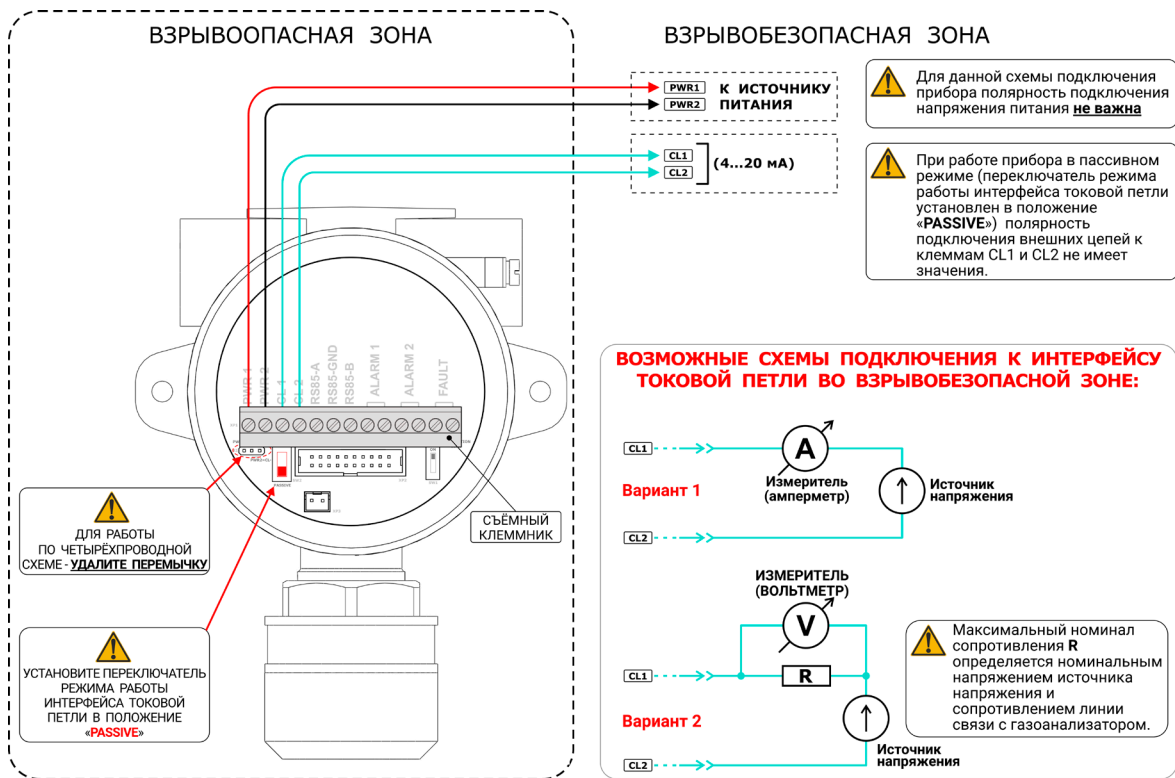 ВЗРЫВООПАСНАЯ ЗОНА
ВЗРЫВОБЕЗОПАСНАЯ ЗОНА
PWR1
PWR2
К ИСТОЧНИКУ
ПИТАНИЯ
CL1
CL2
(4...20 мА)
Для данной схемы подключения
прибора полярность подключения
напряжения питания не важна
При работе прибора в пассивном
режиме (переключатель режима
работы интерфейса токовой петли
установлен в положение
«PASSIVE») полярность
подключения внешних цепей к
клеммам CL1 и CL2 не имеет
значения.
PWR 1
PWR 2
CL 1
CL 2
RS85-A
RS85-GND
RS85-B
ALARM 1
ALARM 2
FAULT
PASSIVE
СЪЁМНЫЙ
КЛЕММНИК
ДЛЯ РАБОТЫ
ПО ЧЕТЫРЁХПРОВОДНОЙ
СХЕМЕ - УДАЛИТЕ ПЕРЕМЫЧКУ
УСТАНОВИТЕ ПЕРЕКЛЮЧАТЕЛЬ
РЕЖИМА РАБОТЫ
ИНТЕРФЕЙСА ТОКОВОЙ
ПЕТЛИ В ПОЛОЖЕНИЕ
«PASSIVE»
ВОЗМОЖНЫЕ СХЕМЫ ПОДКЛЮЧЕНИЯ К ИНТЕРФЕЙСУ
ТОКОВОЙ ПЕТЛИ ВО ВЗРЫВОБЕЗОПАСНОЙ ЗОНЕ:
CL1
A
Измеритель
(амперметр)
Источник
напряжения
Вариант 1
CL2
ИЗМЕРИТЕЛЬ
(ВОЛЬТМЕТР)
V
CL1
R
Вариант 2
Источник
напряжения
CL2
Максимальный номинал
сопротивления R
определяется номинальным
напряжением источника
напряжения и
сопротивлением линии
связи с газоанализатором.